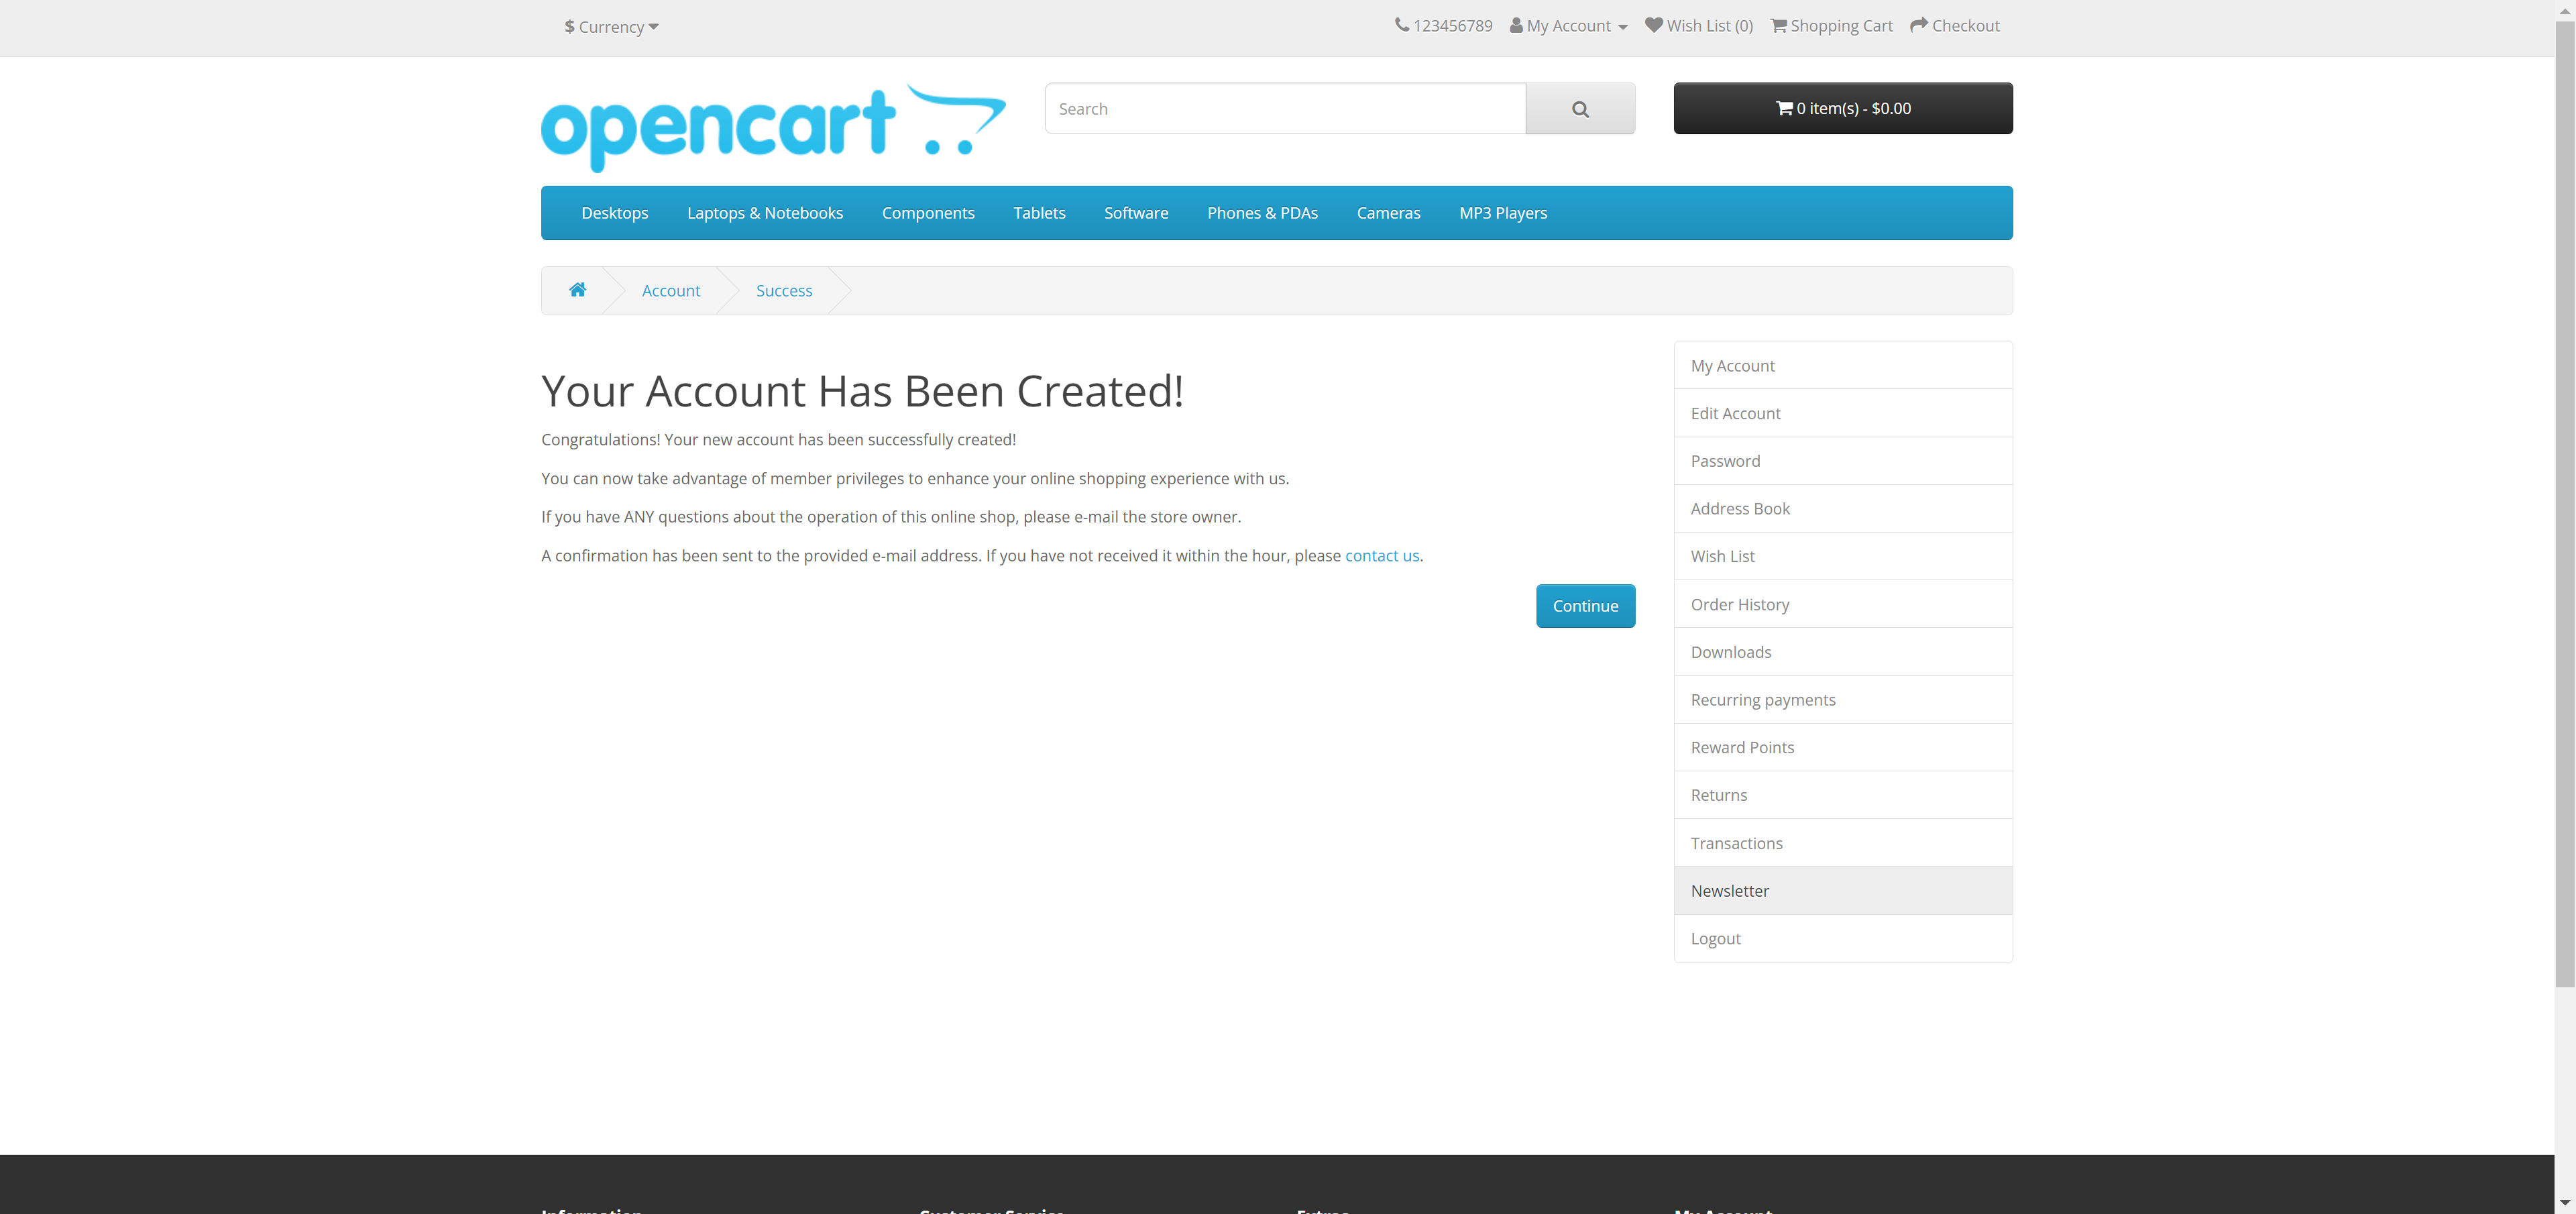 $ Currency
123456789 My Account Wish List (0) Shopping Cart Checkout
opencart
Search
0 item(s) - $0.00
Desktops Laptops & Notebooks Components Tablets Software Phones & PDAs Cameras MP3 Players
Account Success
Your Account Has Been Created!
Congratulations! Your new account has been successfully created!
You can now take advantage of member privileges to enhance your online shopping experience with us.
If you have ANY questions about the operation of this online shop, please e-mail the store owner.
A confirmation has been sent to the provided e-mail address. If you have not received it within the hour, please contact us.
Continue
My Account
Edit Account
Password
Address Book
Wish List
Order History
Downloads
Recurring payments
Reward Points
Returns
Transactions
Newsletter
Logout
Information Customer Service Extras My Account